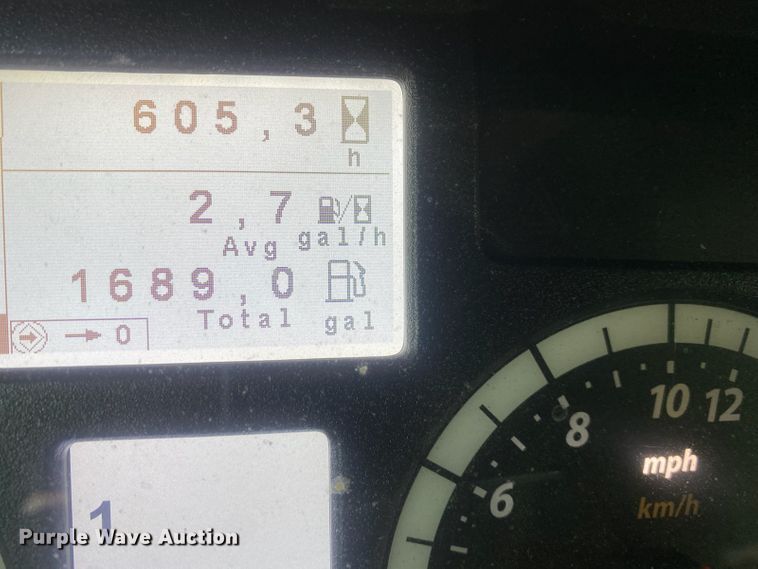 605,3
h
2,7
Avg gal/h
1689,0
Total gal
0
10 12
8
mph
6
km/h
1
Purple Wave Auction